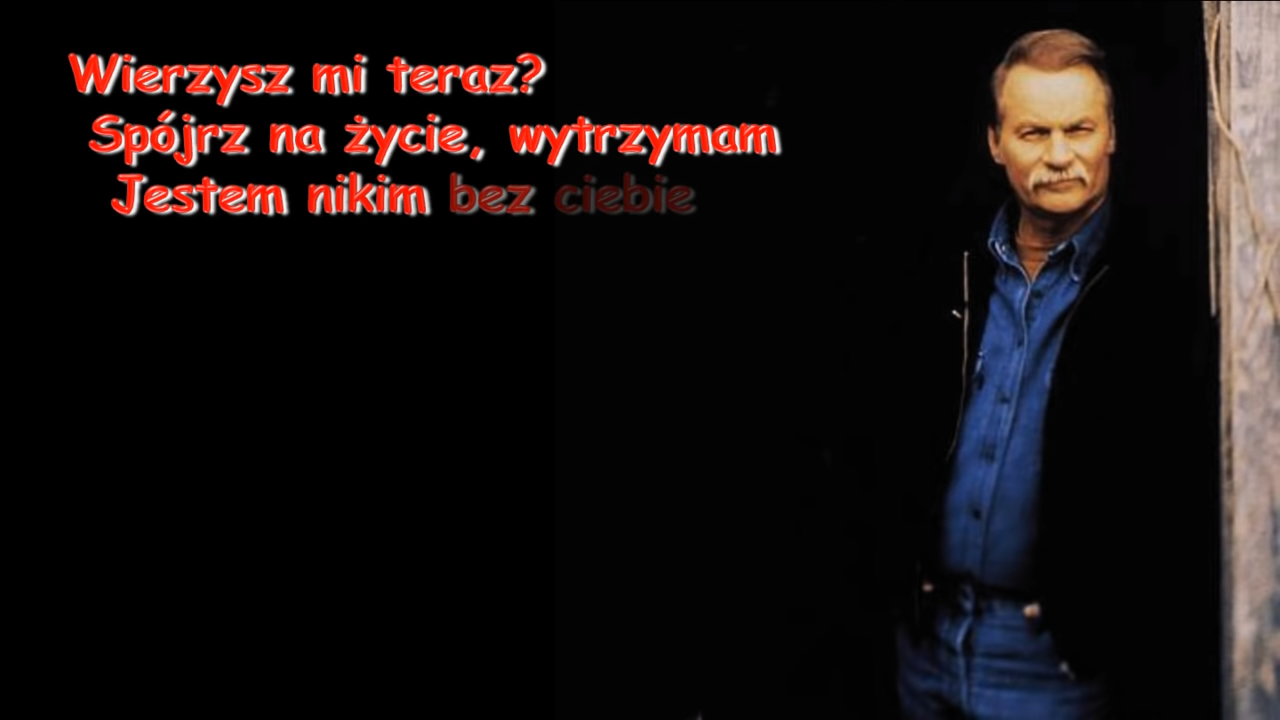 Wierzysz mi teraz?
Spójrz na życie, wytrzymam
Jestem nikim bez ciebie